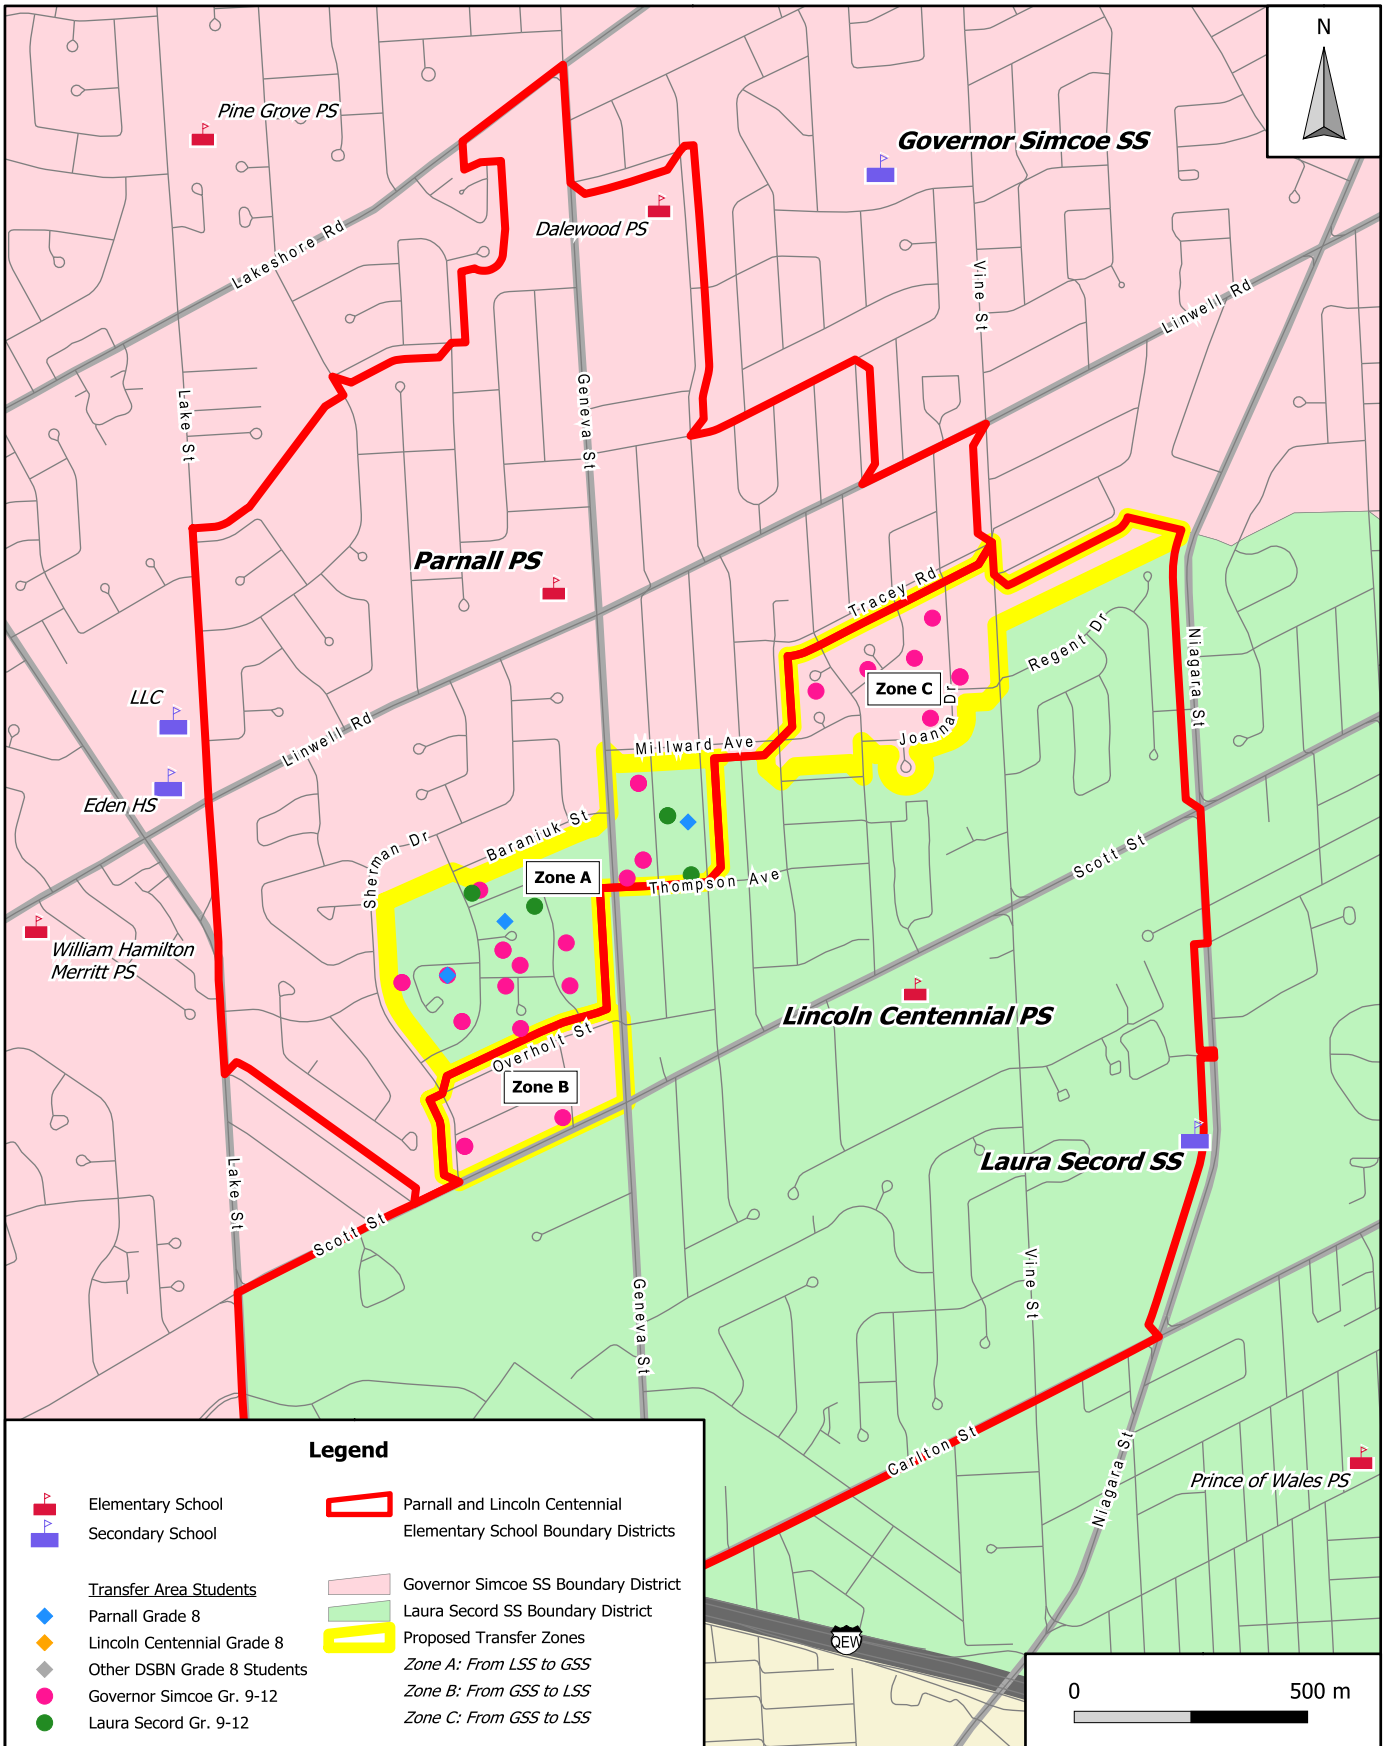 N
Pine Grove PS
Governor Simcoe SS
Dalewood PS
Lakeshore Rd
Vine St
Linwell Rd
Lake St
Geneva St
Parnall PS
Tracey Rd
Regent Dr
Niagara St
LLC
Zone C
Joanna Dr
Linwell Rd
Millward Ave
Eden HS
Baraniuk St
Sherman Dr
Scott St
Zone A
Thompson Ave
William Hamilton
Merritt PS
Lincoln Centennial PS
Overholt St
Zone B
Laura Secord SS
Lake St
Scott St
Vine St
Geneva St
Carlton St
Niagara St
Prince of Wales PS
QEW
Legend
Elementary School
Secondary School
Transfer Area Students
Parnall Grade 8
Lincoln Centennial Grade 8
Other DSBN Grade 8 Students
Governor Simcoe Gr. 9-12
Laura Secord Gr. 9-12
Parnall and Lincoln Centennial
Elementary School Boundary Districts
Governor Simcoe SS Boundary District
Laura Secord SS Boundary District
Proposed Transfer Zones
Zone A: From LSS to GSS
Zone B: From GSS to LSS
Zone C: From GSS to LSS
0 500 m